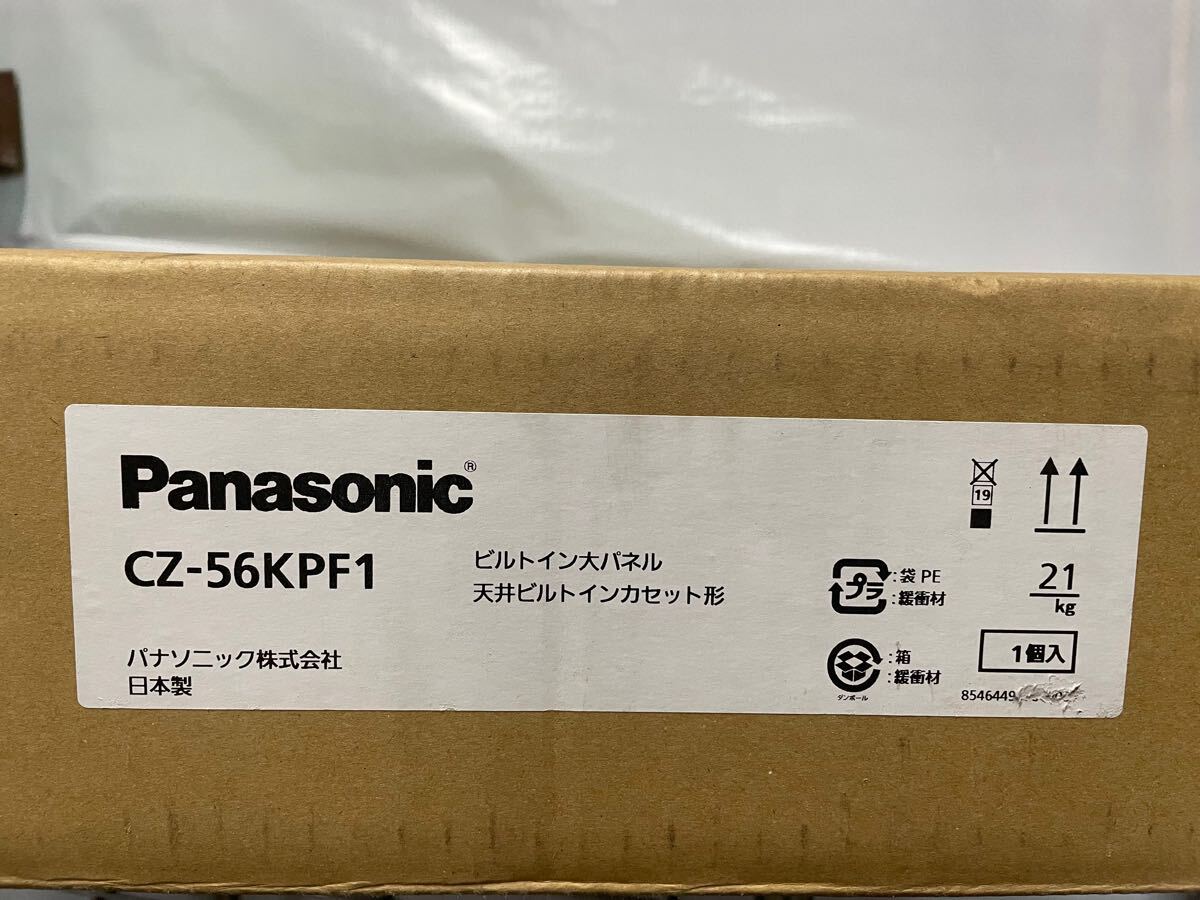 Panasonic®
CZ-56KPF1
ビルトイン大パネル
天井ビルトインカセット形
パナソニック株式会社
日本製
19
プラ
:袋 PE
:緩衝材
:箱
:緩衝材
ダンボール
21
kg
1個入